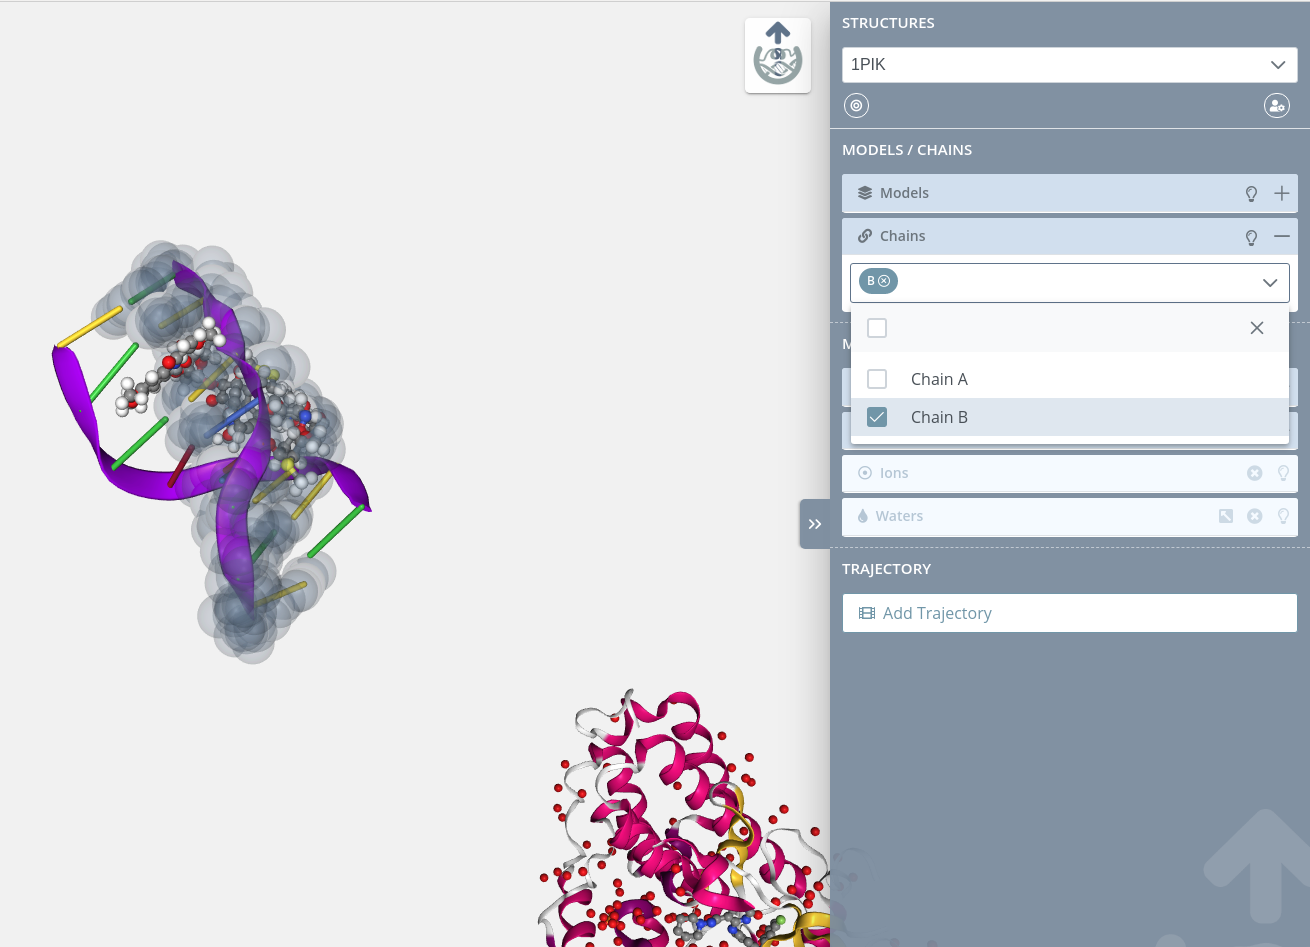 STRUCTURES
1PIK
MODELS / CHAINS
Models
Chains
B
M
Chain A
Chain B
Ions
Waters
TRAJECTORY
Add Trajectory